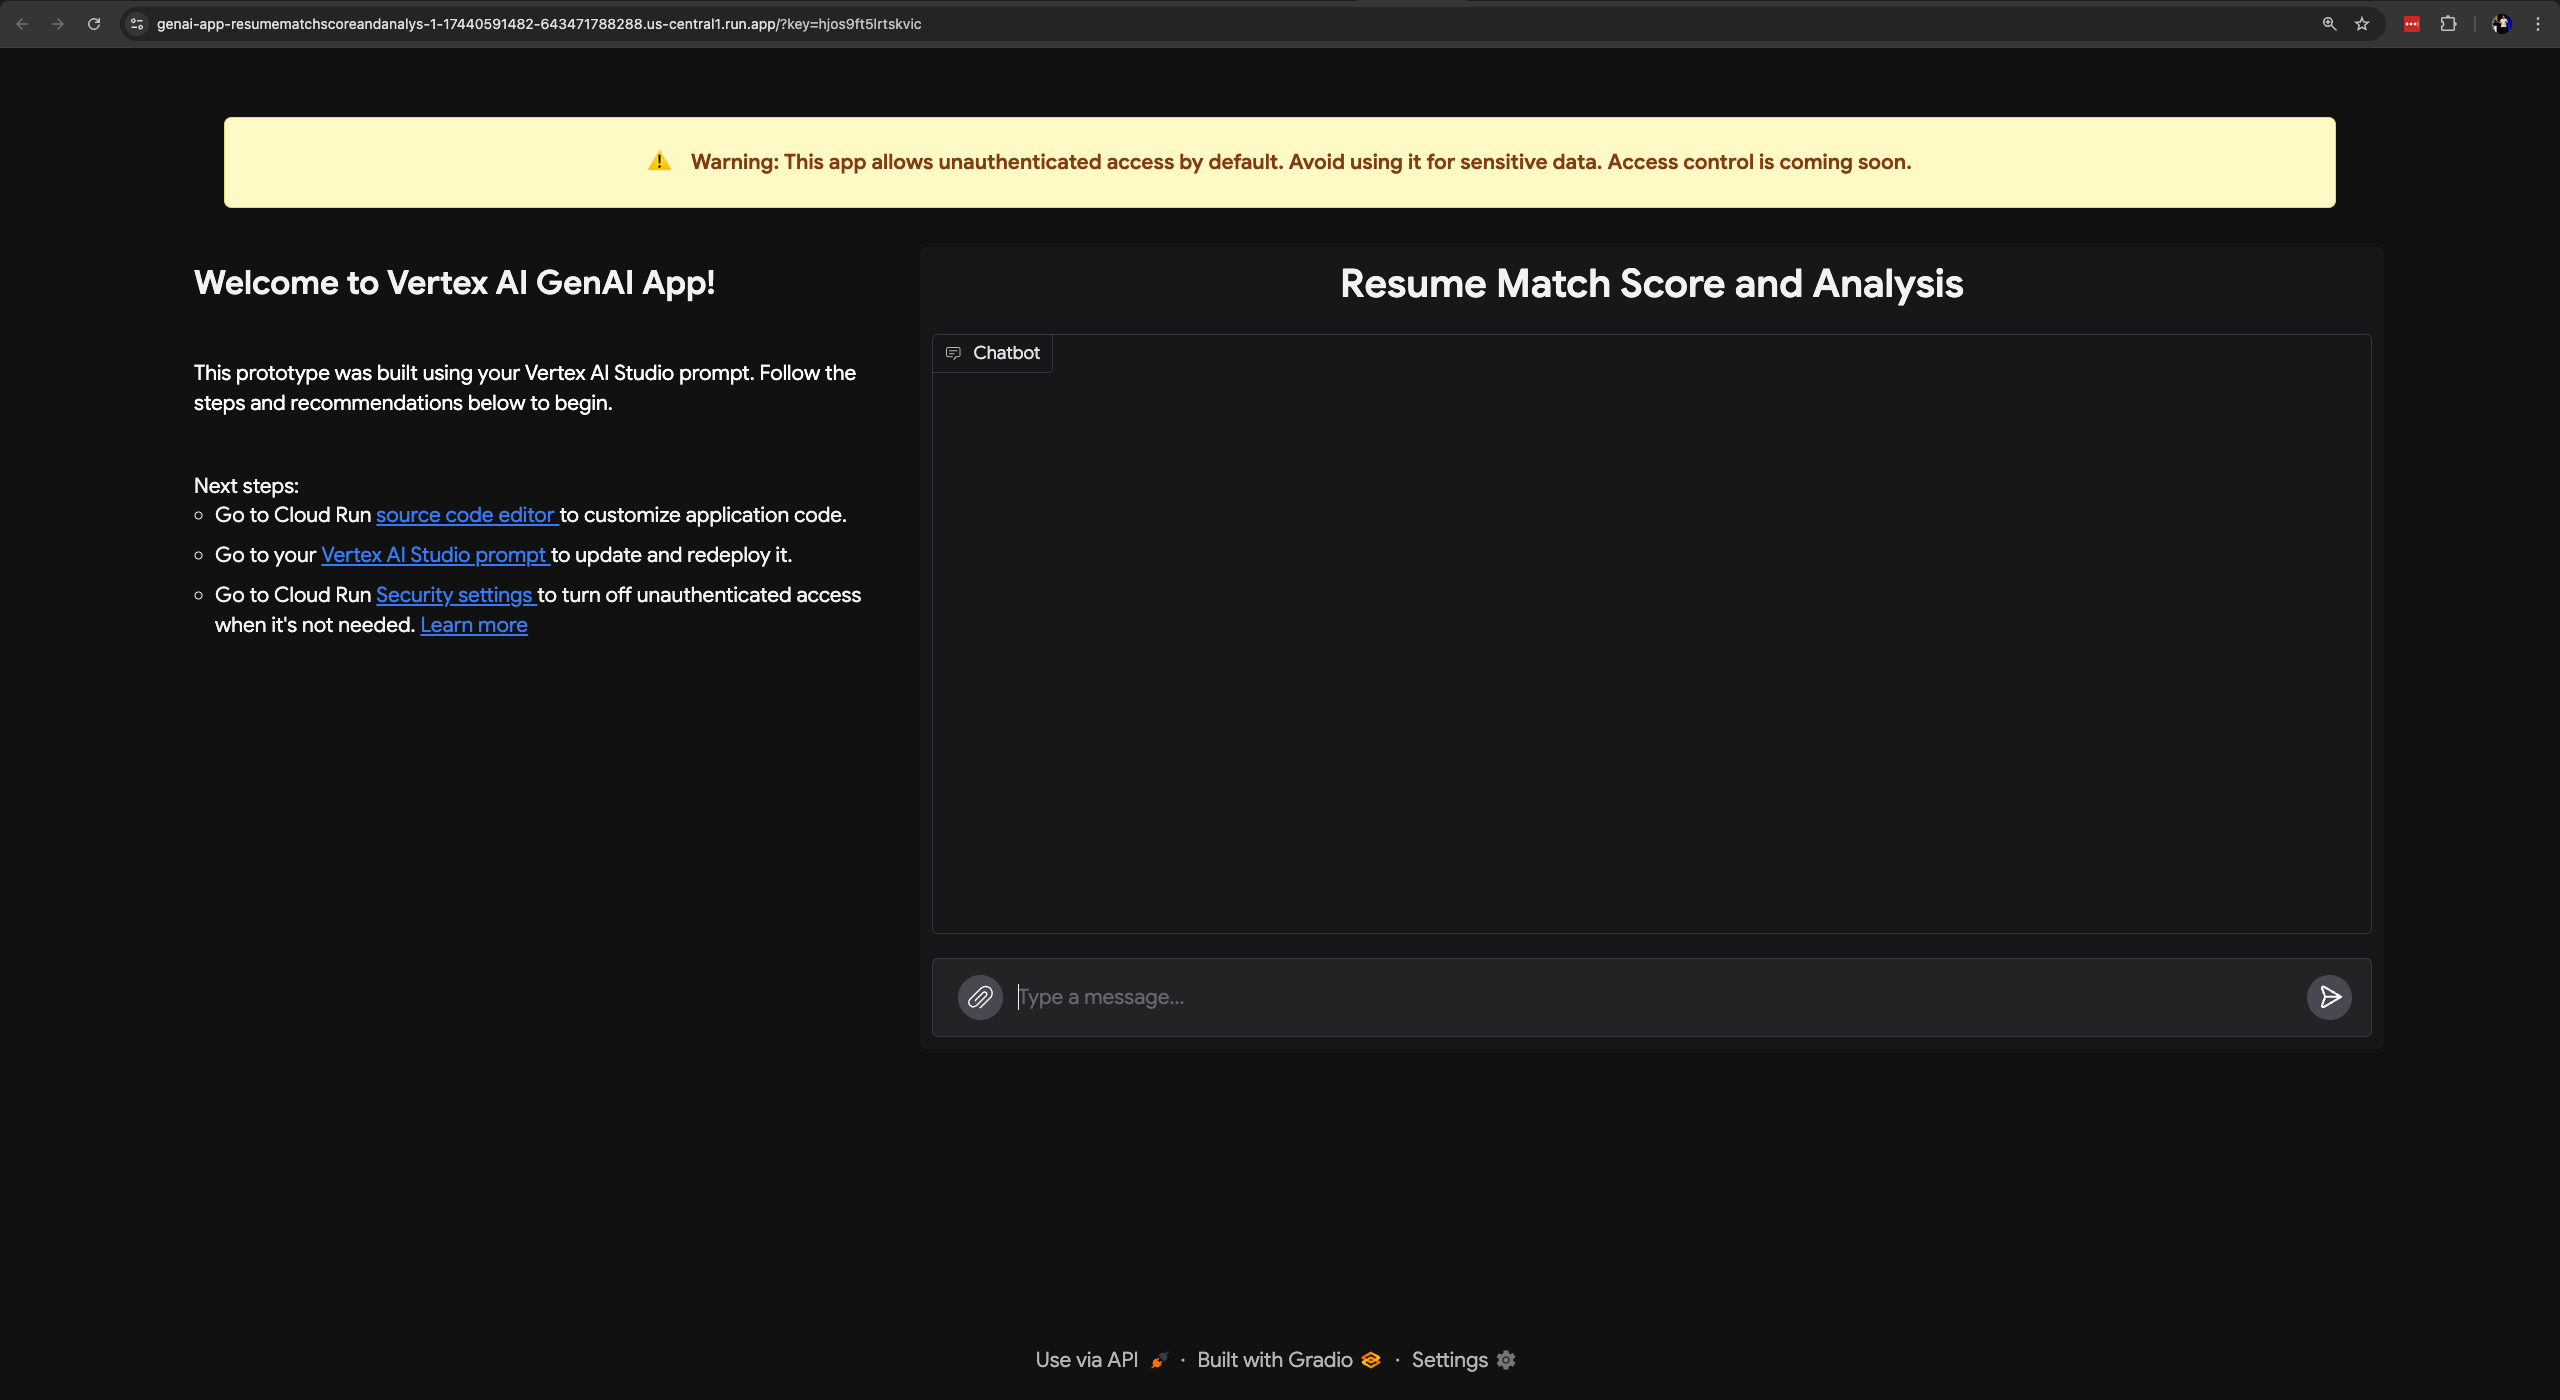 genai-app-resumematchscoreandanalys-1-17440591482-643471788288.us-central1.run.app/?key=hjos9ft5lrtskvic
Warning: This app allows unauthenticated access by default. Avoid using it for sensitive data. Access control is coming soon.
Welcome to Vertex AI GenAI App!
This prototype was built using your Vertex AI Studio prompt. Follow the
steps and recommendations below to begin.
Next steps:
Go to Cloud Run source code editor to customize application code.
Go to your Vertex AI Studio prompt to update and redeploy it.
Go to Cloud Run Security settings to turn off unauthenticated access
when it's not needed. Learn more
Resume Match Score and Analysis
Chatbot
Type a message...
Use via API · Built with Gradio · Settings